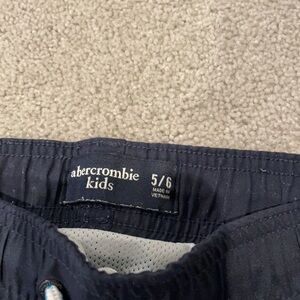 abercrombie
kids
5/6
MADE IN
VIETNAM